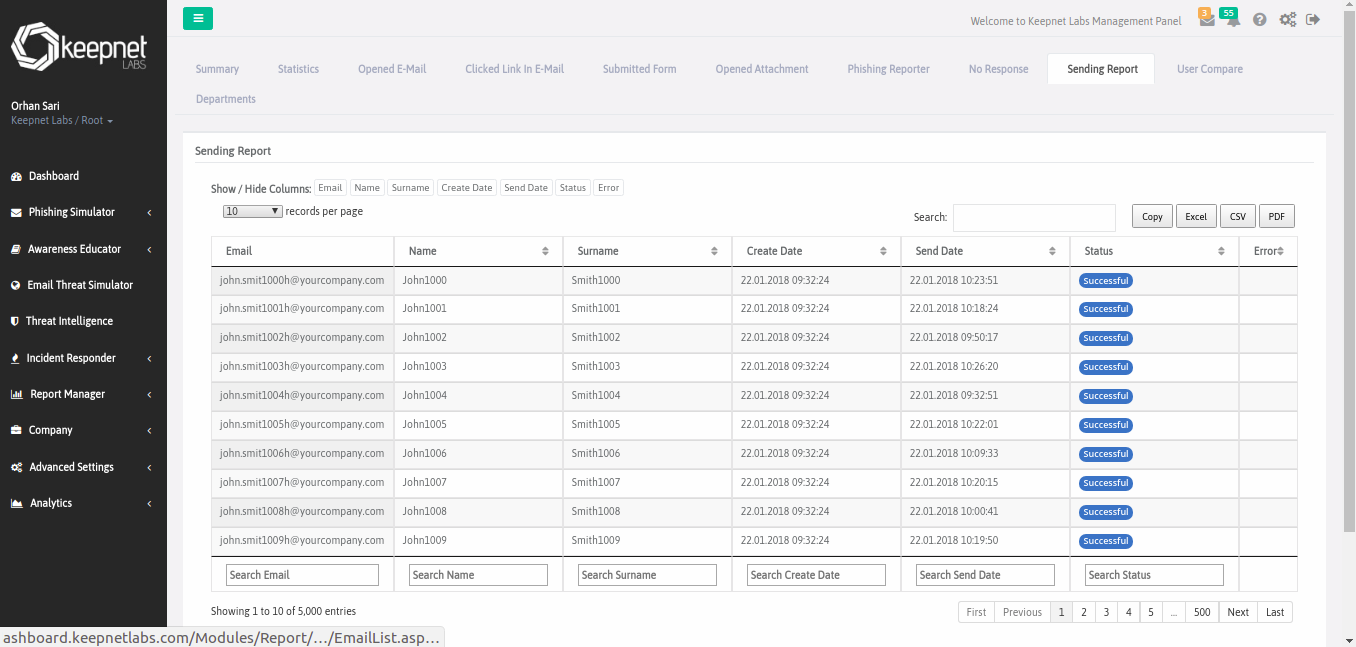 keepnet
LABS
Orhan Sari
Keepnet Labs / Root
Dashboard
Phishing Simulator
Awareness Educator
Email Threat Simulator
Threat Intelligence
Incident Responder
Report Manager
Company
Advanced Settings
Analytics
Welcome to Keepnet Labs Management Panel
3
55
Summary Statistics Opened E-Mail Clicked Link In E-Mail Submitted Form Opened Attachment Phishing Reporter No Response Sending Report User Compare
Departments
Sending Report
Show / Hide Columns: Email Name Surname Create Date Send Date Status Error
10 records per page
Search: Copy Excel CSV PDF
Email Name Surname Create Date Send Date Status Error
john.smit1000h@yourcompany.com John1000 Smith1000 22.01.2018 09:32:24 22.01.2018 10:23:51 Successful
john.smit1001h@yourcompany.com John1001 Smith1001 22.01.2018 09:32:24 22.01.2018 10:18:24 Successful
john.smit1002h@yourcompany.com John1002 Smith1002 22.01.2018 09:32:24 22.01.2018 09:50:17 Successful
john.smit1003h@yourcompany.com John1003 Smith1003 22.01.2018 09:32:24 22.01.2018 10:26:20 Successful
john.smit1004h@yourcompany.com John1004 Smith1004 22.01.2018 09:32:24 22.01.2018 09:32:51 Successful
john.smit1005h@yourcompany.com John1005 Smith1005 22.01.2018 09:32:24 22.01.2018 10:22:01 Successful
john.smit1006h@yourcompany.com John1006 Smith1006 22.01.2018 09:32:24 22.01.2018 10:09:33 Successful
john.smit1007h@yourcompany.com John1007 Smith1007 22.01.2018 09:32:24 22.01.2018 10:20:15 Successful
john.smit1008h@yourcompany.com John1008 Smith1008 22.01.2018 09:32:24 22.01.2018 10:00:41 Successful
john.smit1009h@yourcompany.com John1009 Smith1009 22.01.2018 09:32:24 22.01.2018 10:19:50 Successful
Search Email Search Name Search Surname Search Create Date Search Send Date Search Status
Showing 1 to 10 of 5,000 entries
First Previous 1 2 3 4 5 ... 500 Next Last
ashboard.keepnetlabs.com/Modules/Report/…/EmailList.asp…